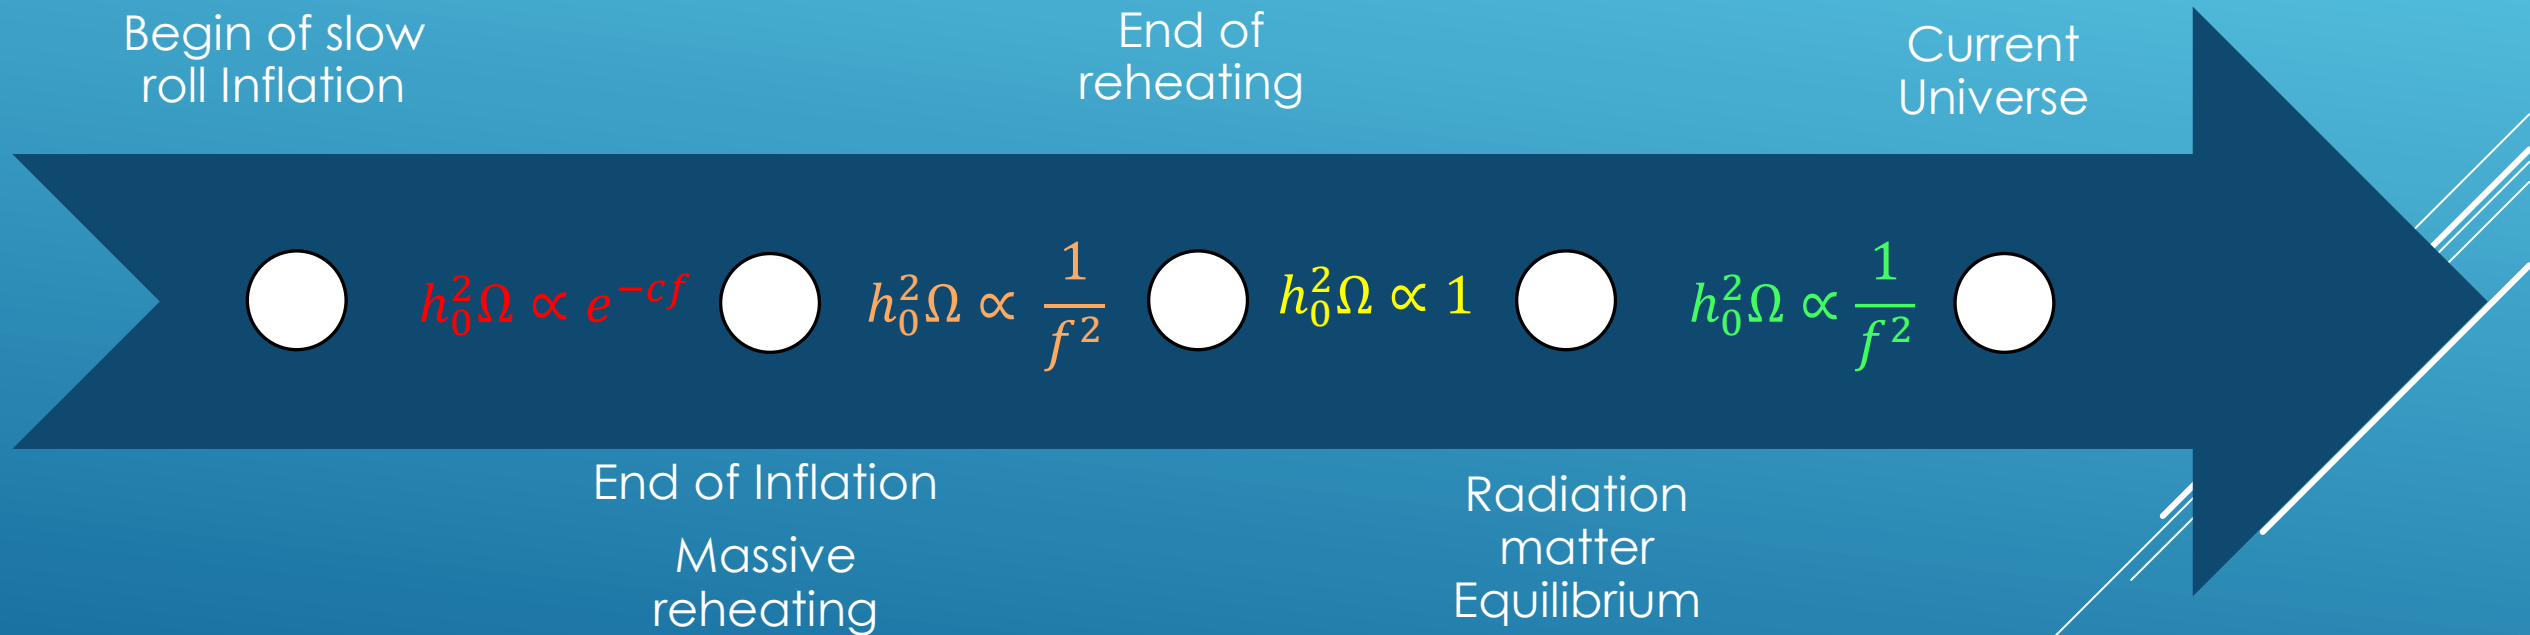 Begin of slow
roll Inflation
End of
reheating
Current
Universe
h₀²Ω ∝ e^{−cf}
h₀²Ω ∝ 1/f²
h₀²Ω ∝ 1
h₀²Ω ∝ 1/f²
End of Inflation
Massive
reheating
Radiation
matter
Equilibrium